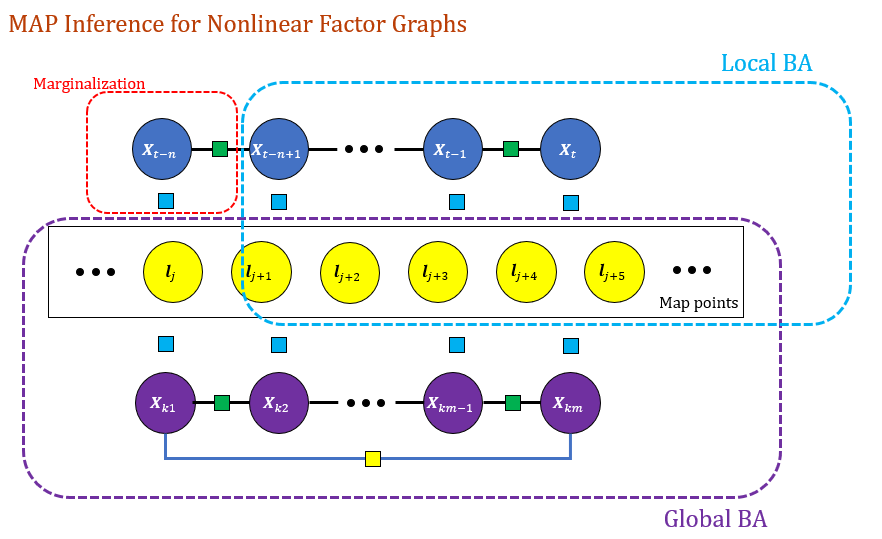 MAP Inference for Nonlinear Factor Graphs
Local BA
Marginalization
X_{t-n} X_{t-n+1} ••• X_{t-1} X_t
••• l_j l_{j+1} l_{j+2} l_{j+3} l_{j+4} l_{j+5} •••
Map points
X_{k1} X_{k2} ••• X_{km-1} X_{km}
Global BA